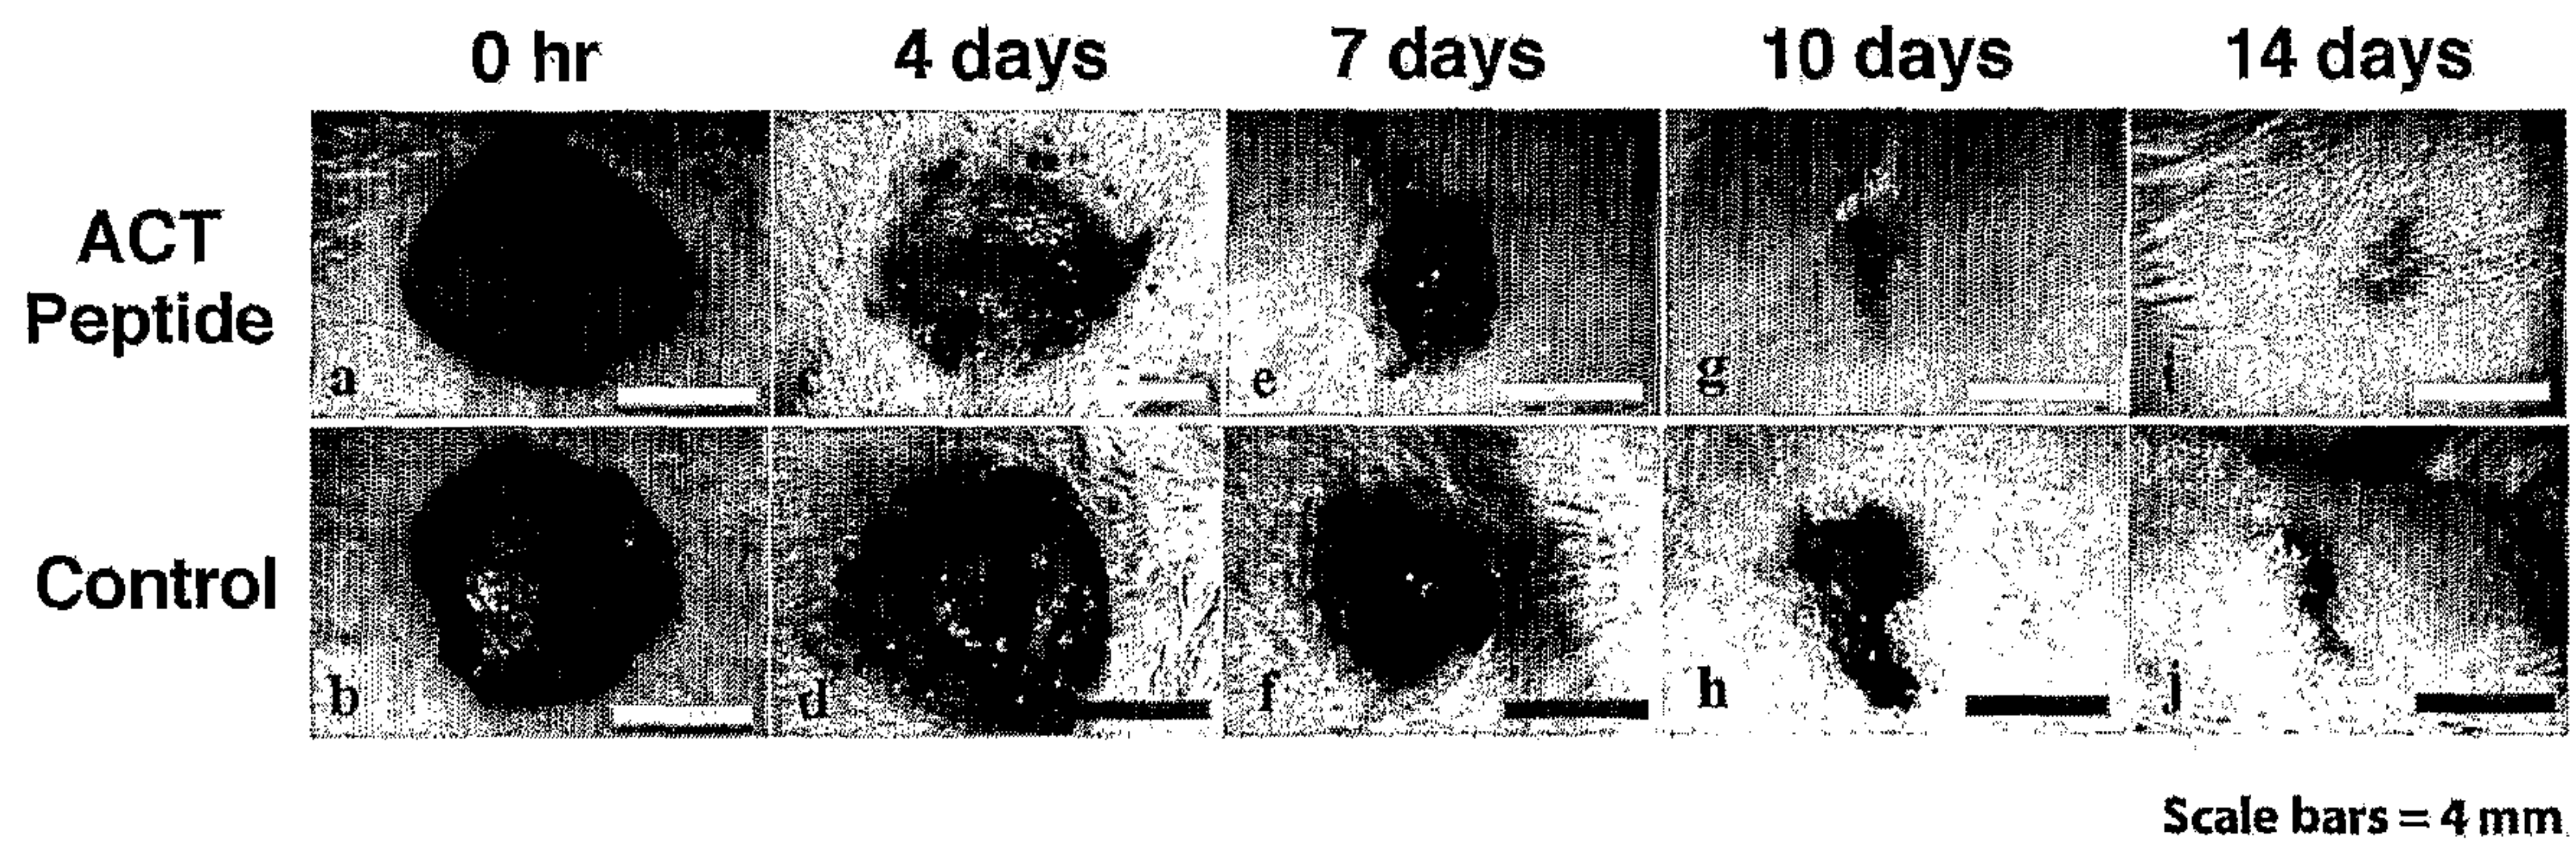 0 hr 4 days 7 days 10 days 14 days
ACT
Peptide
a c e g i
Control
b d f h j
Scale bars = 4 mm